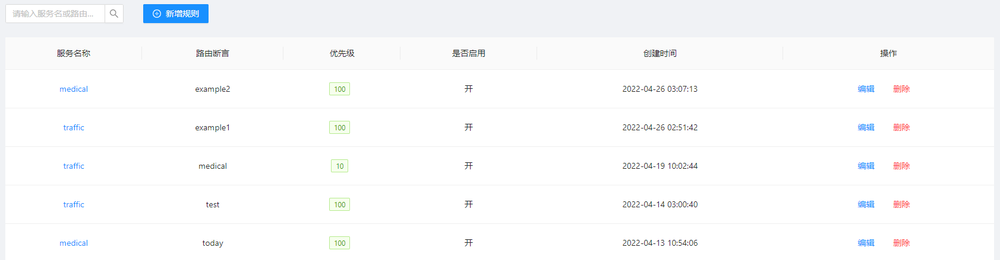 请输入服务名或路由... 新增规则
服务名称 路由断言 优先级 是否启用 创建时间 操作
medical example2 100 开 2022-04-26 03:07:13 编辑 删除
traffic example1 100 开 2022-04-26 02:51:42 编辑 删除
traffic medical 10 开 2022-04-19 10:02:44 编辑 删除
traffic test 100 开 2022-04-14 03:00:40 编辑 删除
medical today 100 开 2022-04-13 10:54:06 编辑 删除